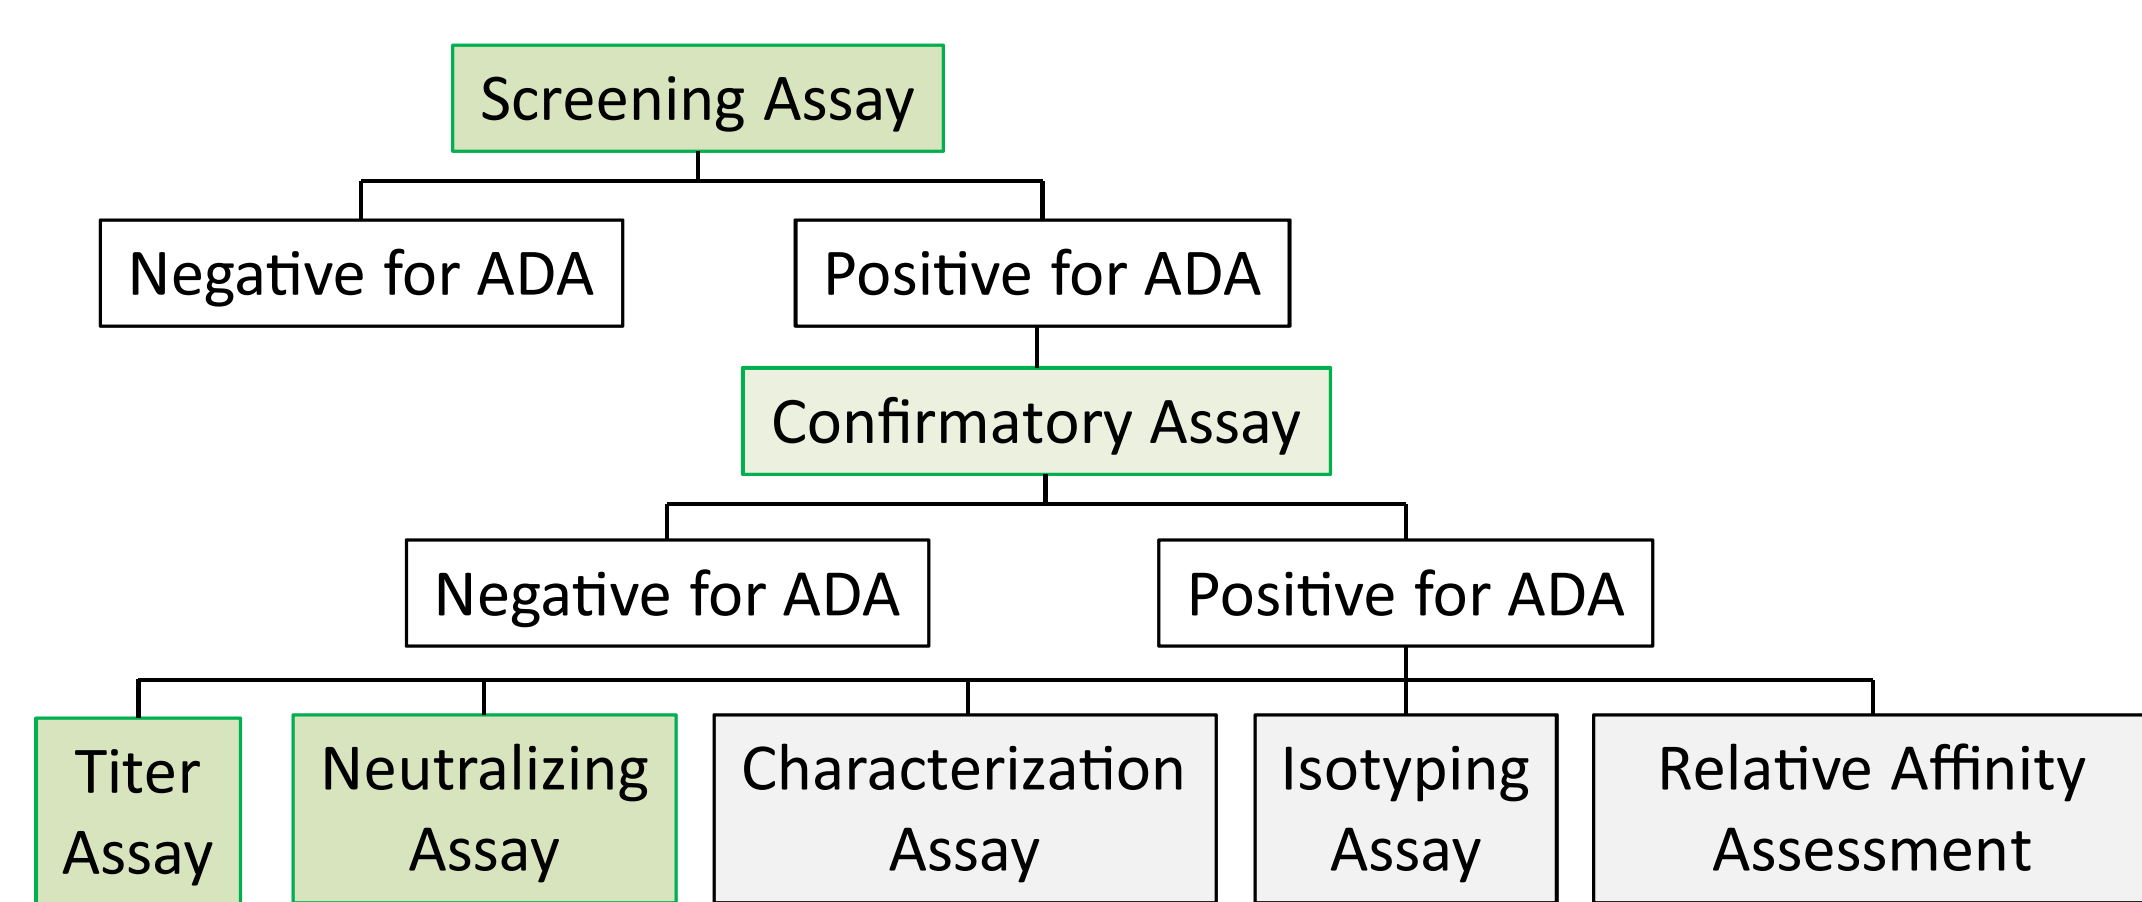 Screening Assay
Negative for ADA
Positive for ADA
Confirmatory Assay
Negative for ADA
Positive for ADA
Titer
Assay
Neutralizing
Assay
Characterization
Assay
Isotyping
Assay
Relative Affinity
Assessment